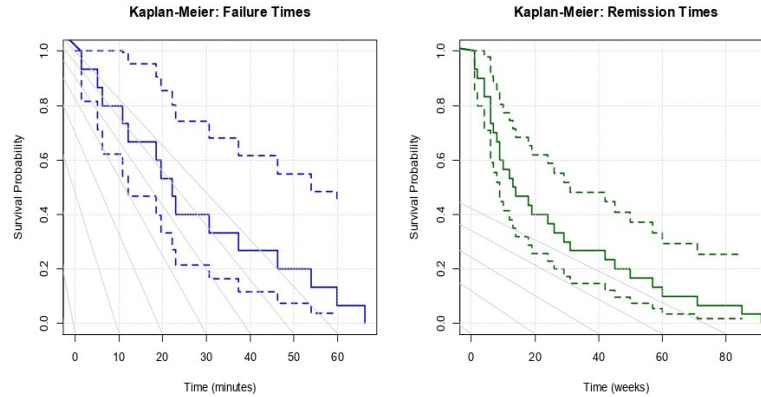 Kaplan-Meier: Failure Times
Survival Probability
1.0
0.8
0.6
0.4
0.2
0.0
0 10 20 30 40 50 60
Time (minutes)
Kaplan-Meier: Remission Times
Survival Probability
1.0
0.8
0.6
0.4
0.2
0.0
0 20 40 60 80
Time (weeks)